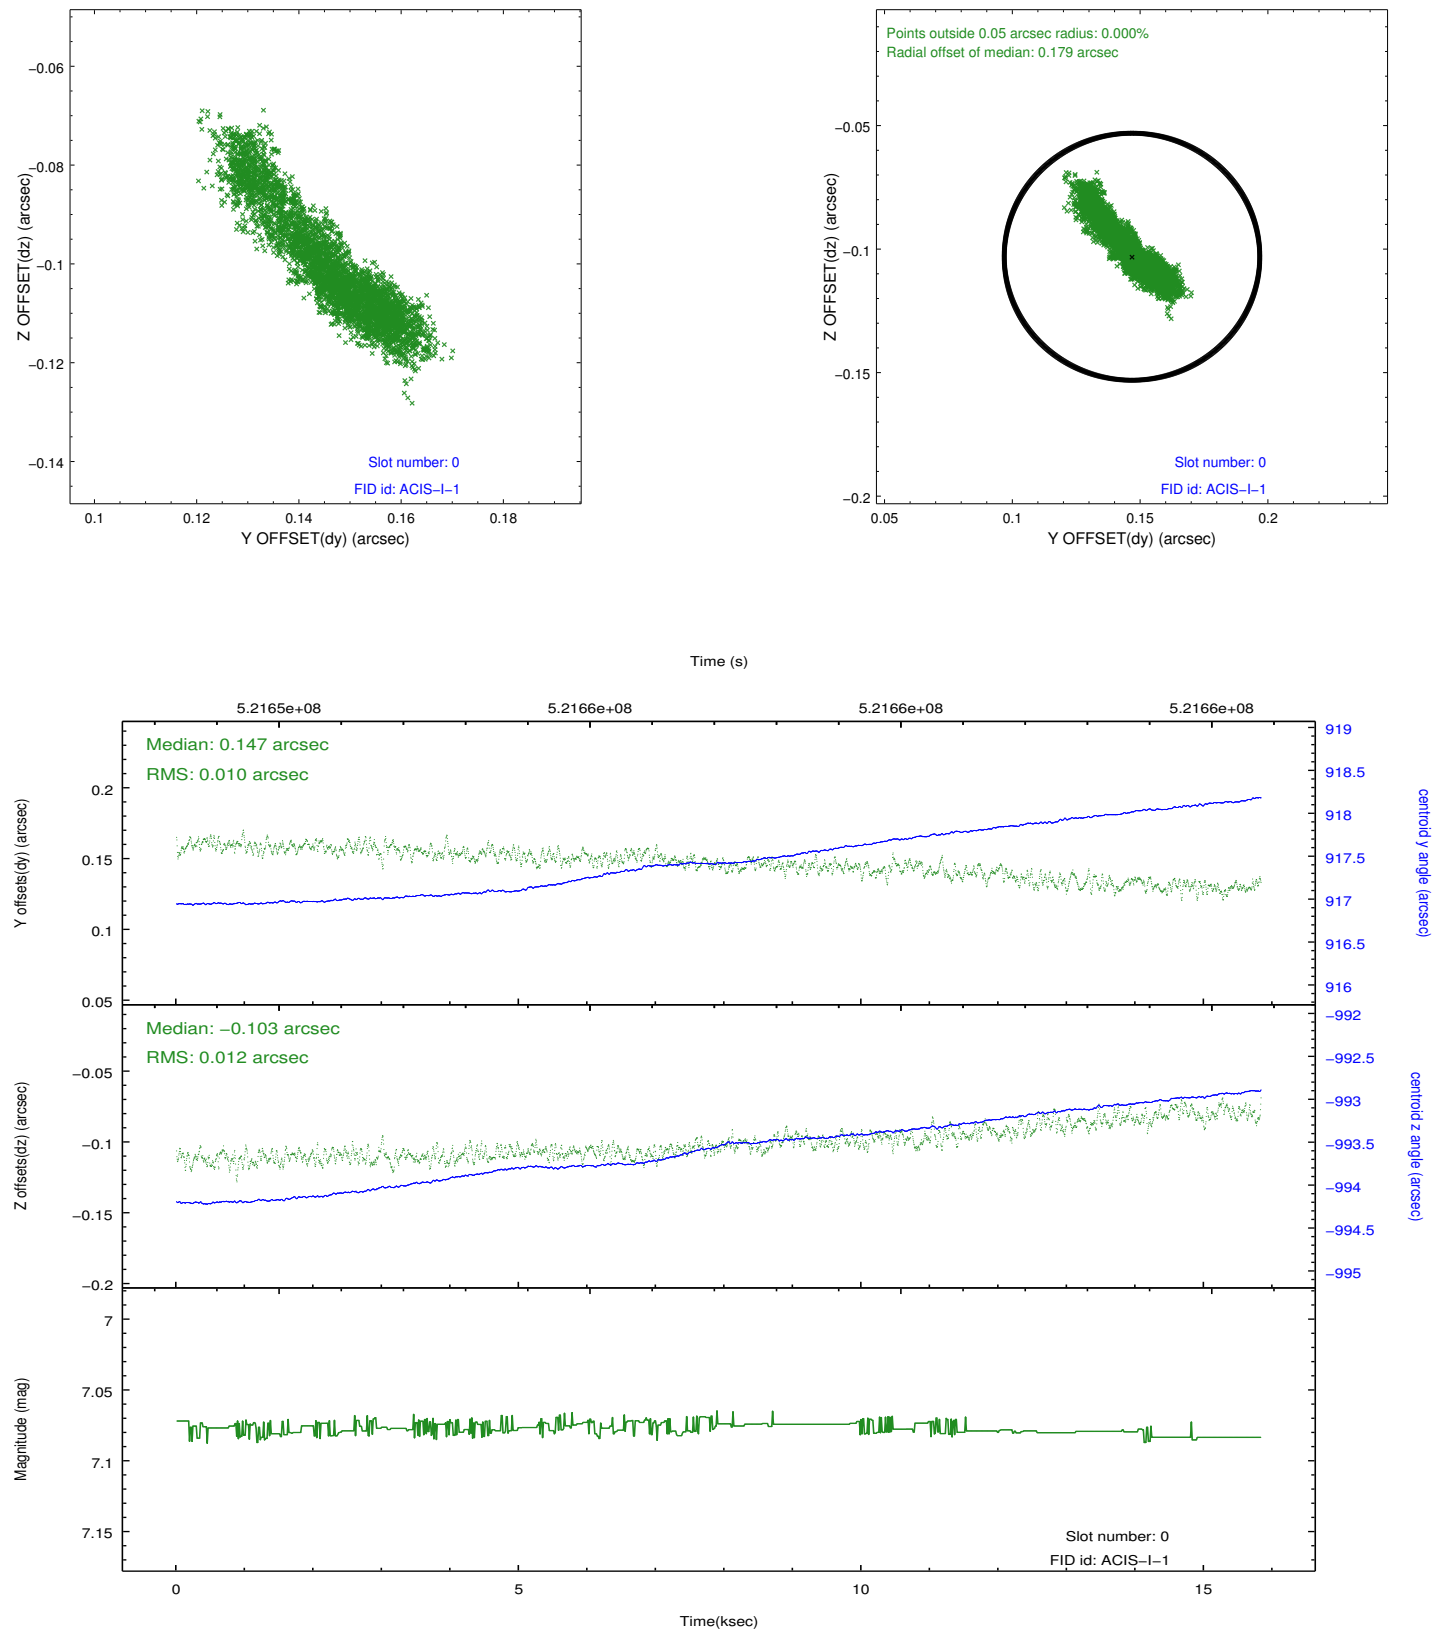 −0.06
−0.08
−0.1
−0.12
−0.14
Z OFFSET(dz) (arcsec)
Slot number: 0
FID id: ACIS−I−1
0.1 0.12 0.14 0.16 0.18
Y OFFSET(dy) (arcsec)
Points outside 0.05 arcsec radius: 0.000%
Radial offset of median: 0.179 arcsec
−0.05
−0.1
−0.15
−0.2
Z OFFSET(dz) (arcsec)
Slot number: 0
FID id: ACIS−I−1
0.05 0.1 0.15 0.2
Y OFFSET(dy) (arcsec)
Time (s)
5.2165e+08 5.2166e+08 5.2166e+08 5.2166e+08
Median: 0.147 arcsec
RMS: 0.010 arcsec
0.2
0.15
0.1
0.05
Y offsets(dy) (arcsec)
919
918.5
918
917.5
917
916.5
916
centroid y angle (arcsec)
Median: −0.103 arcsec
RMS: 0.012 arcsec
−0.05
−0.1
−0.15
−0.2
Z offsets(dz) (arcsec)
−992
−992.5
−993
−993.5
−994
−994.5
−995
centroid z angle (arcsec)
7
7.05
7.1
7.15
Magnitude (mag)
Slot number: 0
FID id: ACIS−I−1
0 5 10 15
Time(ksec)